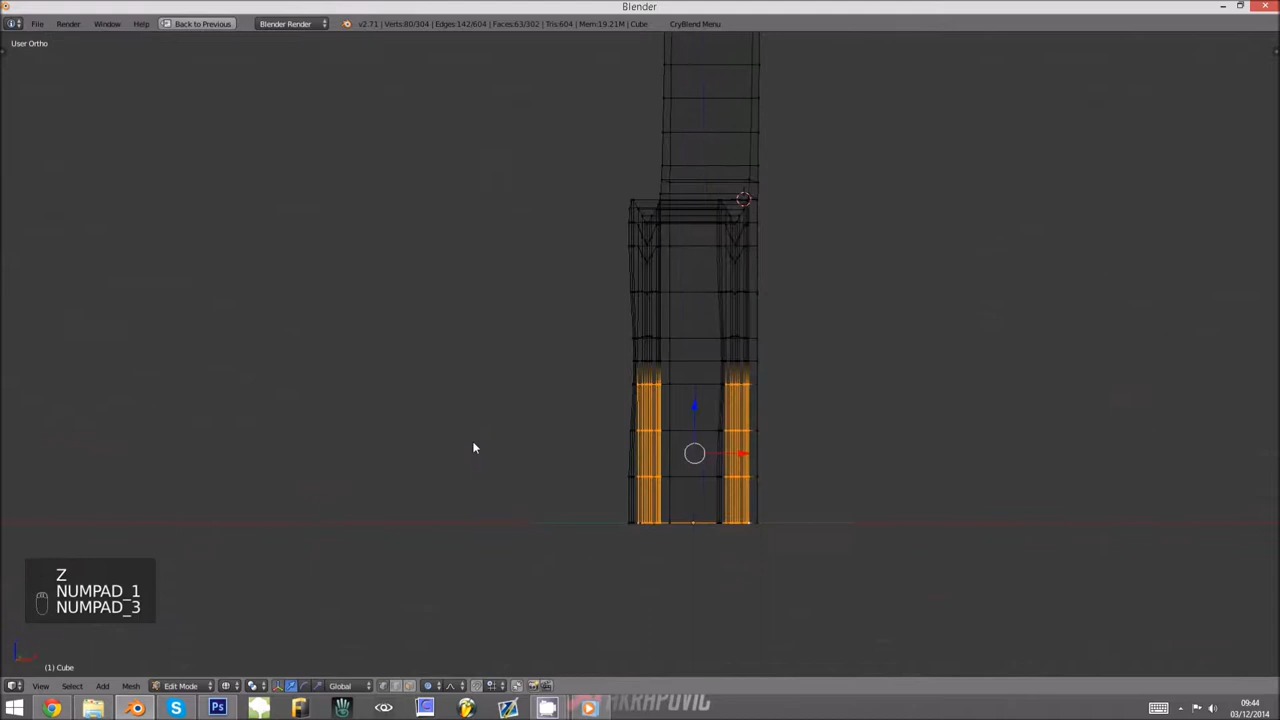 Blender
File Render Window Help Back to Previous Blender Render v2.71 | Verts:80/304 | Edges:142/604 | Faces:63/302 | Tris:604 | Mem:19.21M | Cube CryBlend Menu
User Ortho
Z
NUMPAD_1
NUMPAD_3
(1) Cube
View Select Add Mesh Edit Mode Global
AKRAPOVIC
09:44
03/12/2014